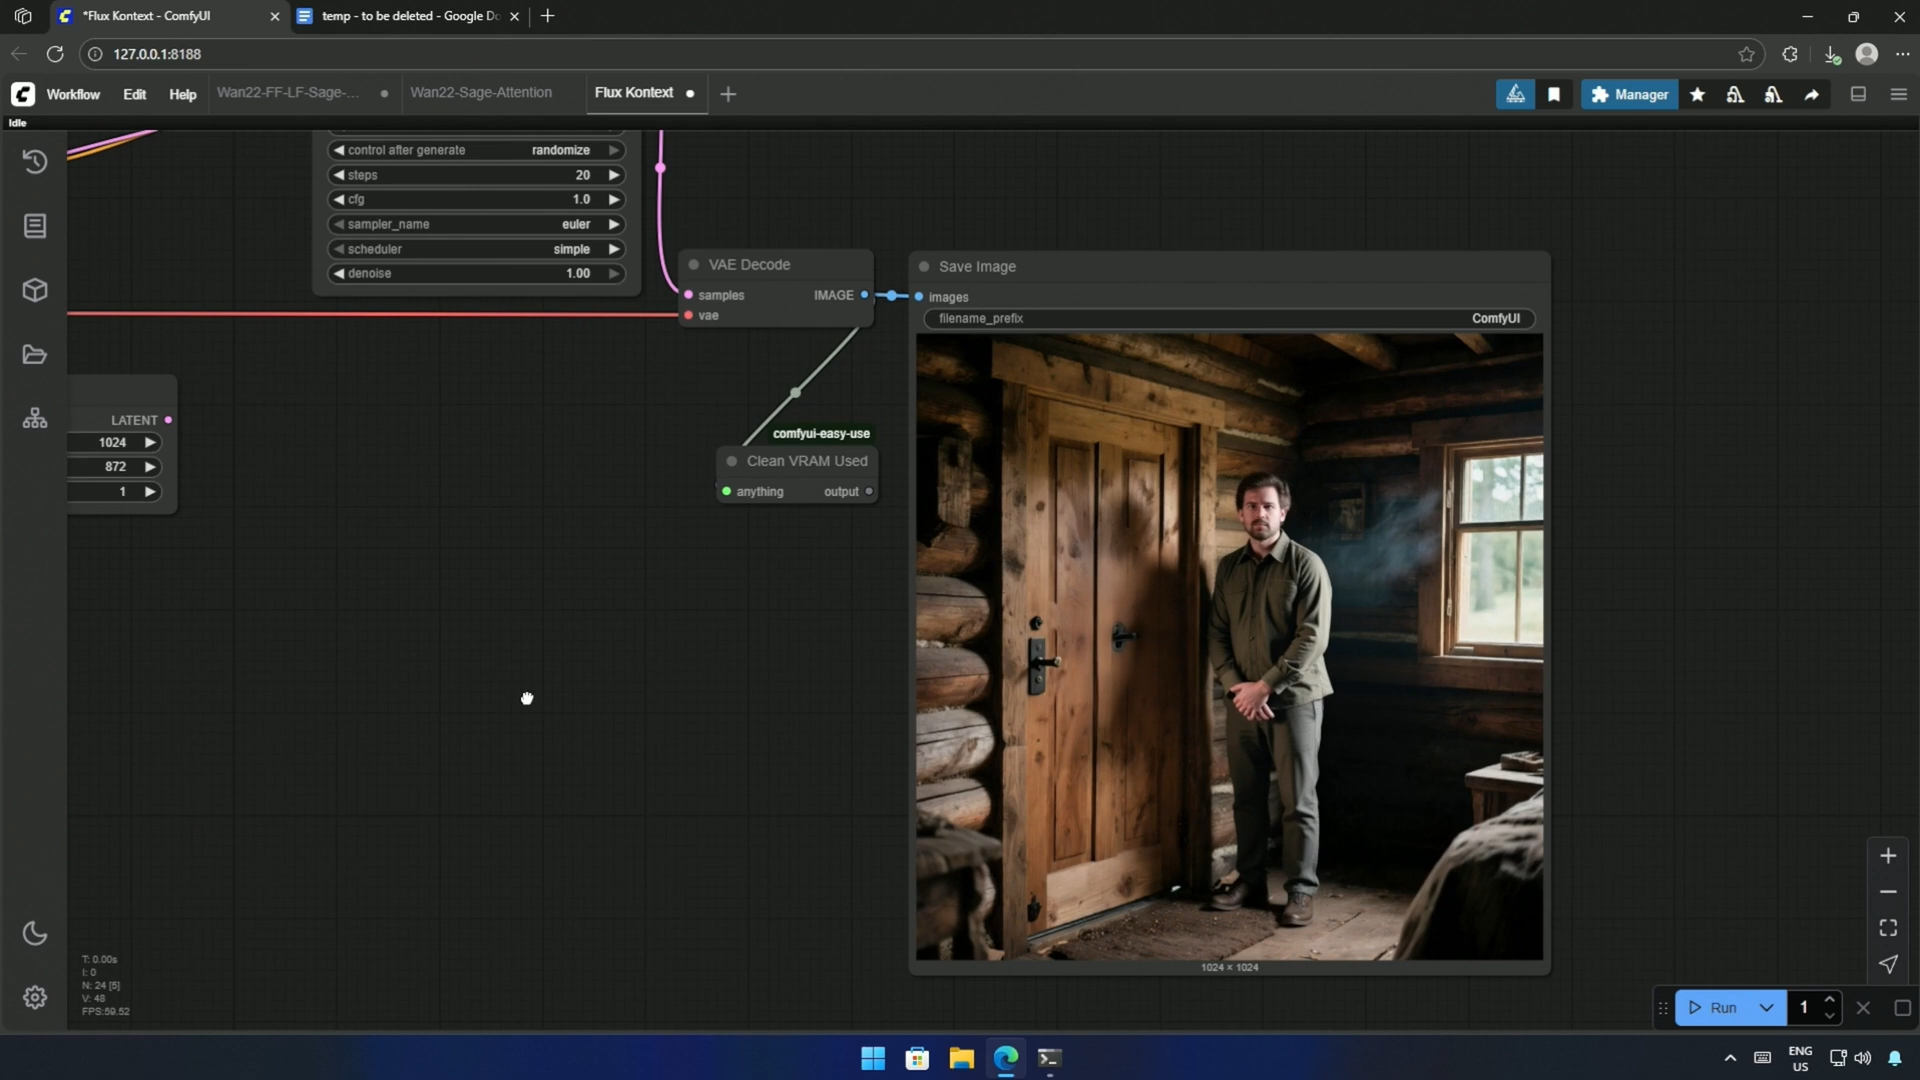 *Flux Kontext - ComfyUI
temp - to be deleted - Google Do
127.0.0.1:8188
Workflow
Edit
Help
Wan22-FF-LF-Sage-...
Wan22-Sage-Attention
Flux Kontext
Manager
Idle
control after generate randomize
steps 20
cfg 1.0
sampler_name euler
scheduler simple
denoise 1.00
VAE Decode
samples IMAGE
vae
Save Image
images
filename_prefix ComfyUI
LATENT
1024
872
1
comfyui-easy-use
Clean VRAM Used
anything output
1024 × 1024
T: 0.00s
I: 0
N: 24 [5]
V: 48
FPS:59.52
Run
1
ENG
US